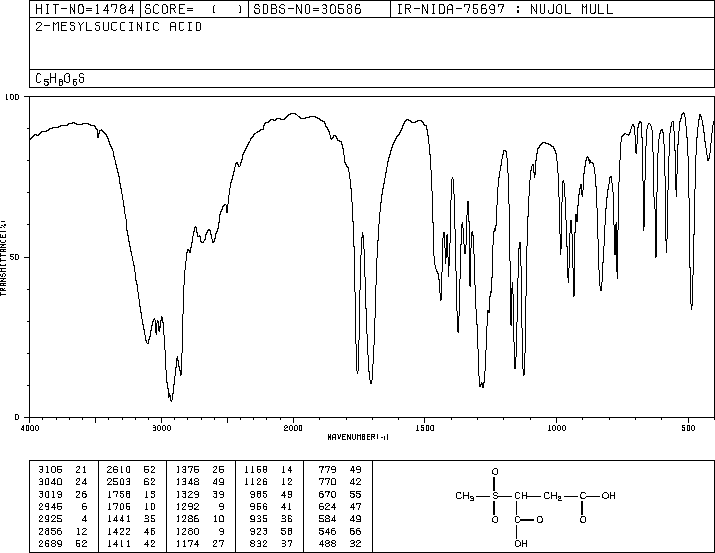 HIT-NO=14784 SCORE= ( ) SDBS-NO=30586 IR-NIDA-75697 : NUJOL MULL
2-MESYLSUCCINIC ACID
C5H8O6S
100
50
0
TRANSMITTANCE(%)
4000 3000 2000 1500 1000 500
WAVENUMBER(-1)
3105 21 2610 52 1375 25 1158 14 779 49
3040 24 2503 62 1348 49 1126 12 770 42
3019 26 1758 13 1329 39 985 49 670 55
2945 6 1705 10 1292 9 956 41 624 47
2925 4 1441 35 1286 10 935 36 584 49
2856 12 1422 46 1280 9 923 58 546 66
2689 52 1411 42 1174 27 832 37 488 32
O
CH3 S CH CH2 C OH
O C O O
OH